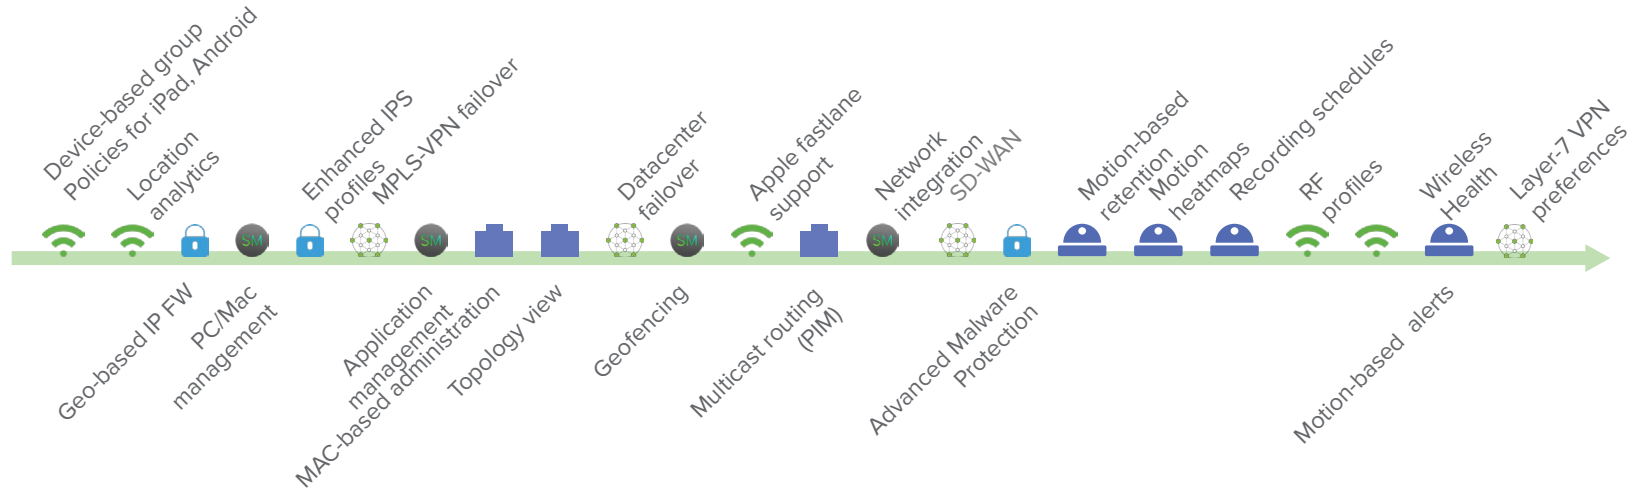 Device-based group
Policies for iPad, Android
Location
analytics
Geo-based IP FW
SM
PC/Mac
management
Enhanced IPS
profiles
MPLS-VPN failover
SM
Application
management
MAC-based administration
Topology view
Datacenter
failover
SM
Geofencing
Apple fastlane
support
Multicast routing
(PIM)
SM
Network
integration
SD-WAN
Advanced Malware
Protection
Motion-based
retention
Motion
heatmaps
Recording schedules
RF
profiles
Wireless
Health
Motion-based alerts
Layer-7 VPN
preferences